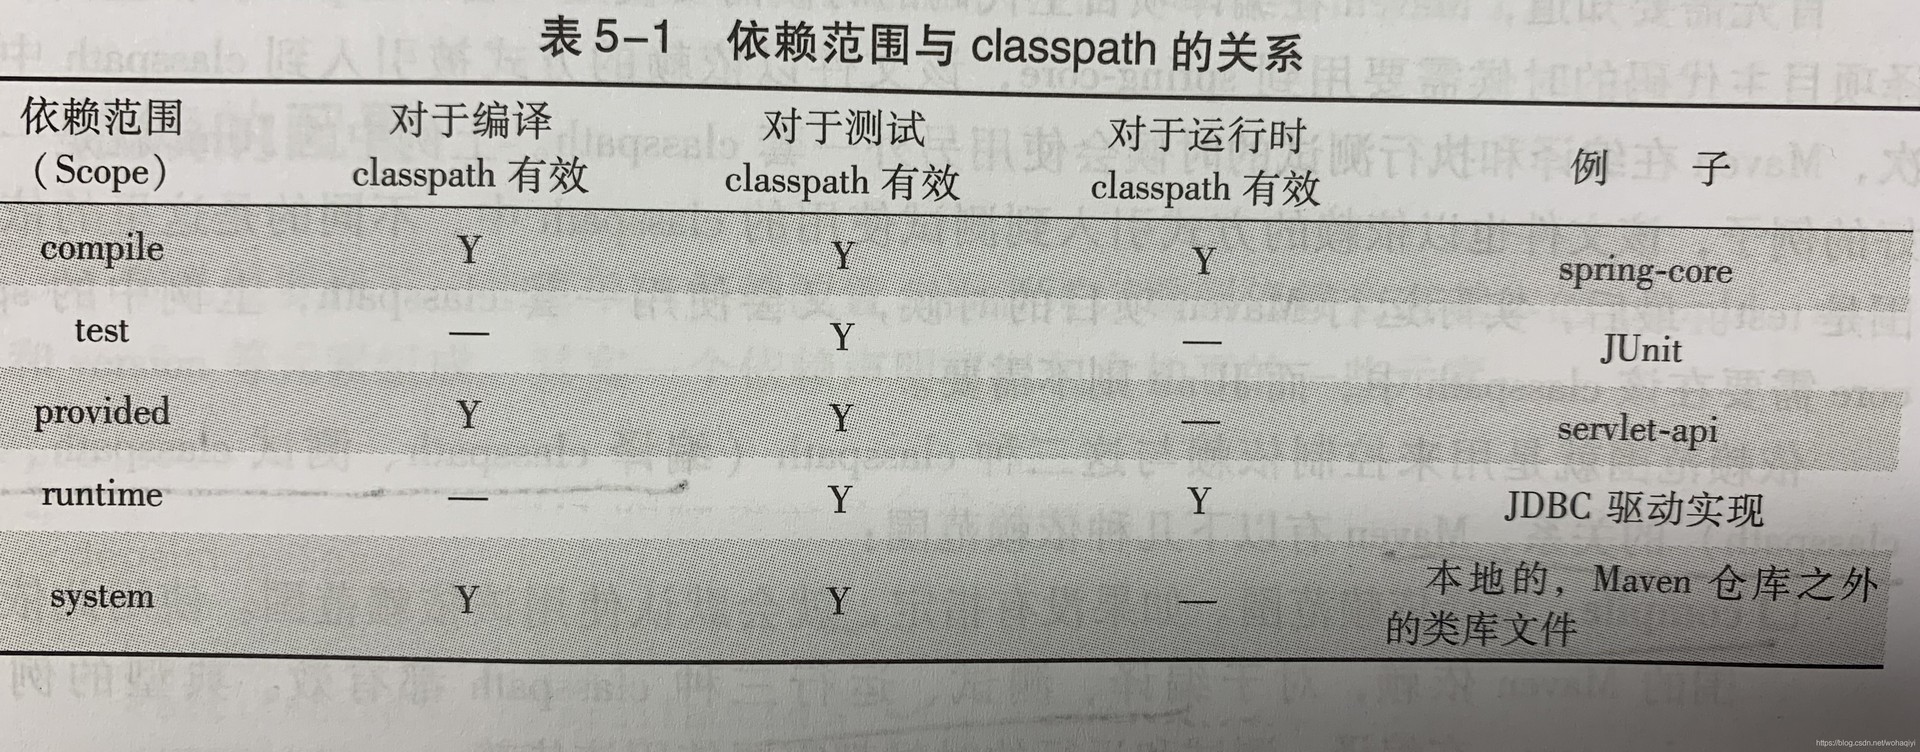 表 5-1 依赖范围与 classpath 的关系
依赖范围 对于编译 对于测试 对于运行时 例 子
(Scope) classpath 有效 classpath 有效 classpath 有效
compile Y Y Y spring-core
test — Y — JUnit
provided Y Y — servlet-api
runtime — Y Y JDBC 驱动实现
system Y Y — 本地的，Maven 仓库之外
的类库文件
https://blog.csdn.net/wohaqiyi